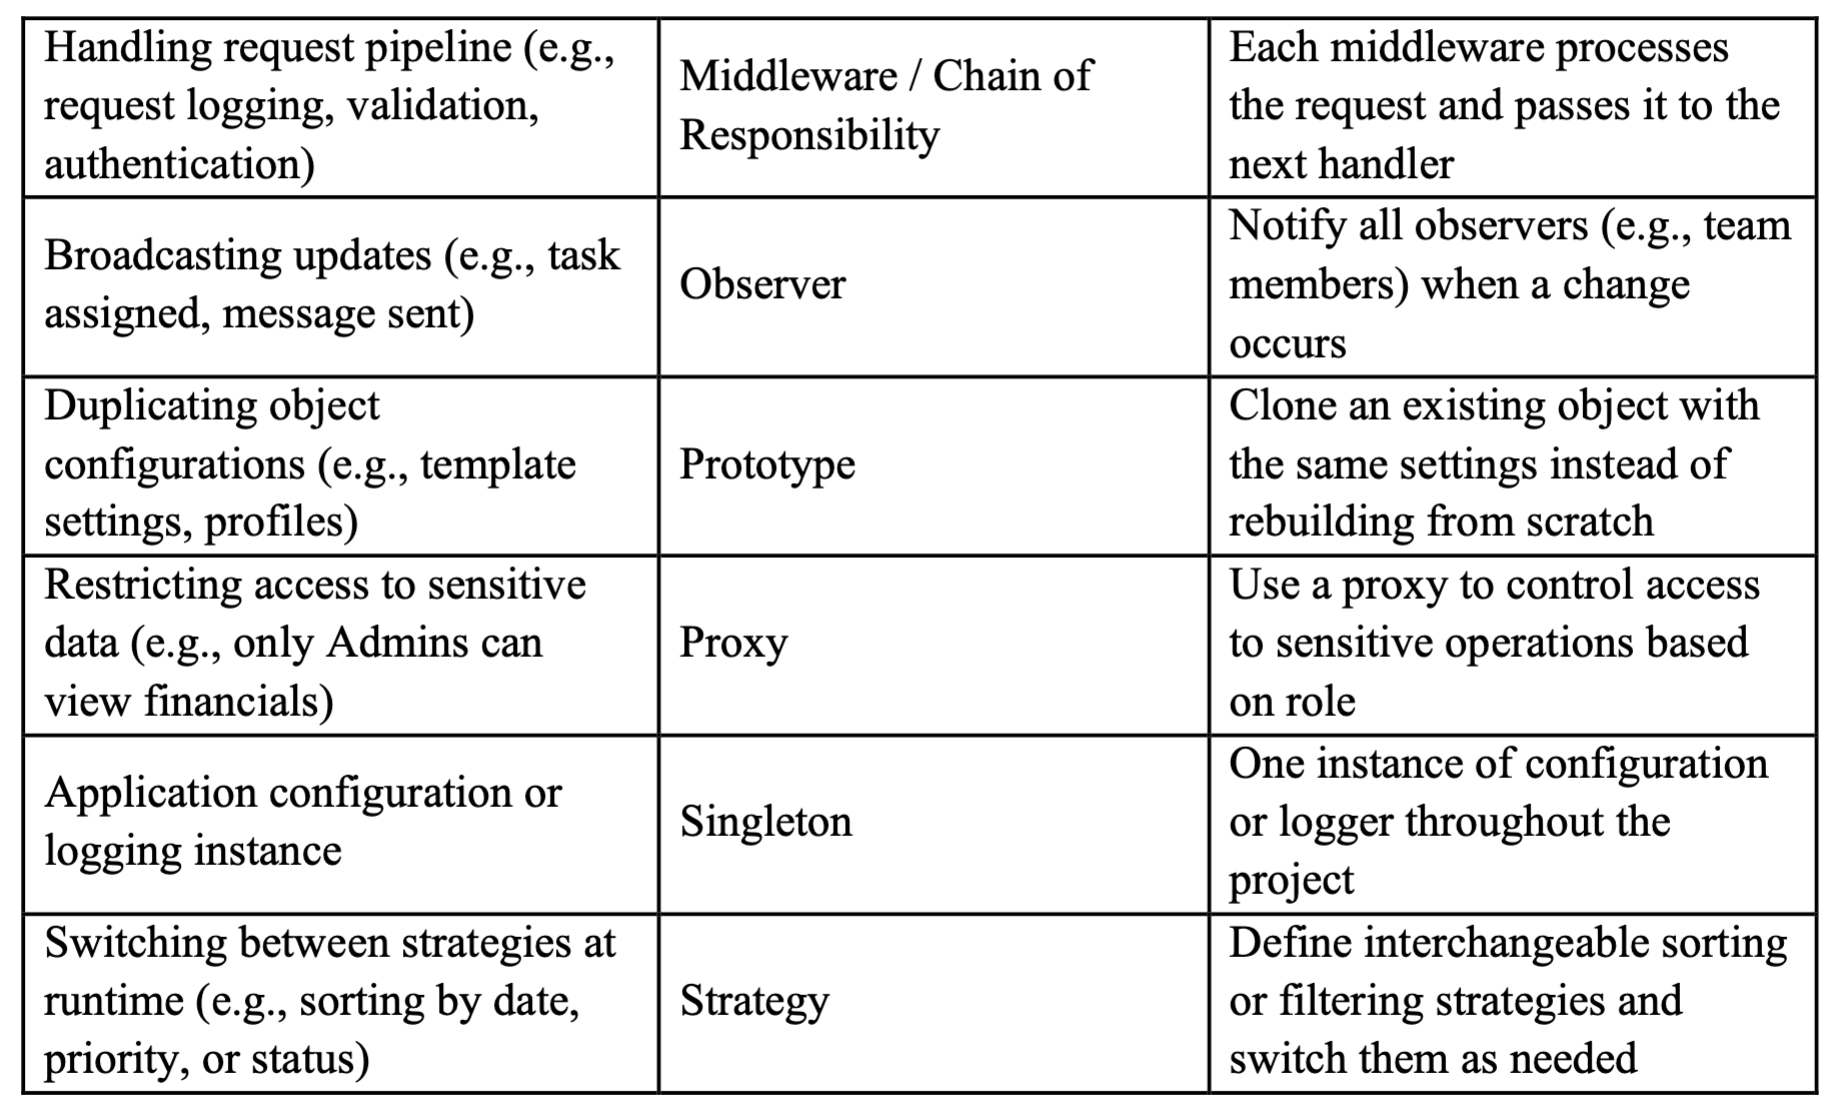 Handling request pipeline (e.g.,
request logging, validation,
authentication)
Middleware / Chain of
Responsibility
Each middleware processes
the request and passes it to the
next handler
Broadcasting updates (e.g., task
assigned, message sent)
Observer
Notify all observers (e.g., team
members) when a change
occurs
Duplicating object
configurations (e.g., template
settings, profiles)
Prototype
Clone an existing object with
the same settings instead of
rebuilding from scratch
Restricting access to sensitive
data (e.g., only Admins can
view financials)
Proxy
Use a proxy to control access
to sensitive operations based
on role
Application configuration or
logging instance
Singleton
One instance of configuration
or logger throughout the
project
Switching between strategies at
runtime (e.g., sorting by date,
priority, or status)
Strategy
Define interchangeable sorting
or filtering strategies and
switch them as needed